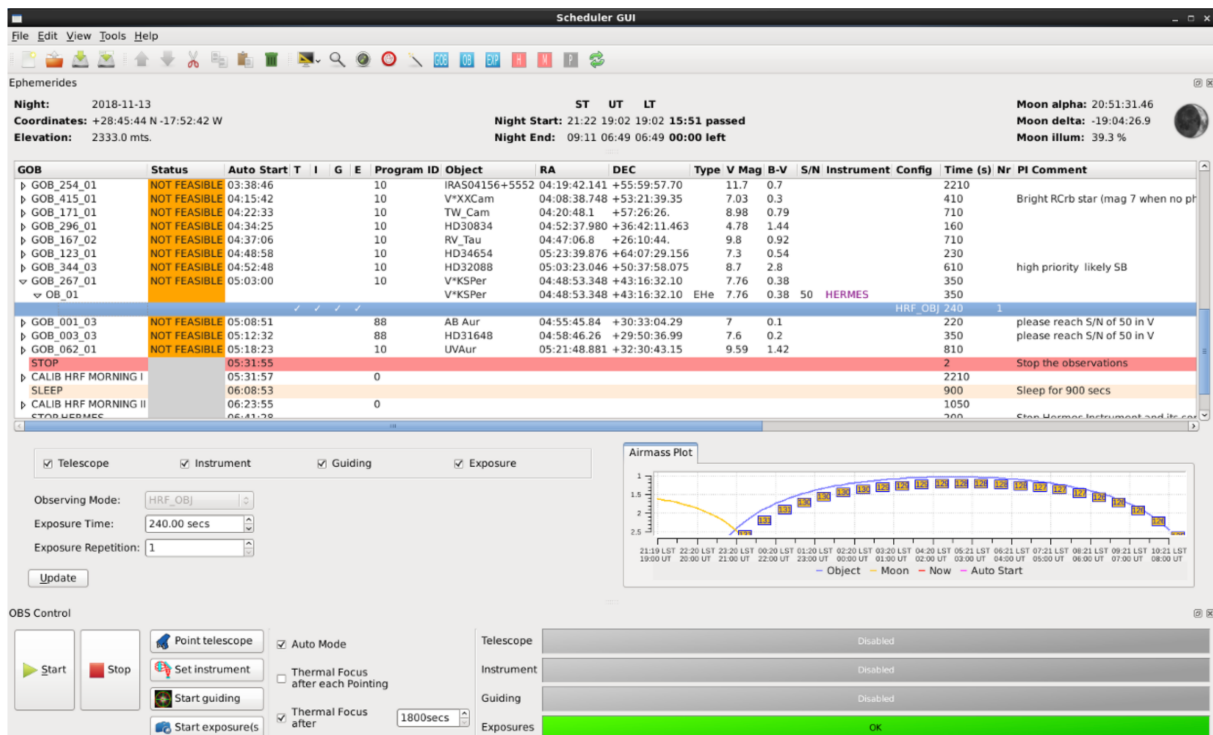 Scheduler GUI
File Edit View Tools Help
GOB OB EXP H N P
Ephemerides
Night: 2018-11-13 ST UT LT Moon alpha: 20:51:31.46
Coordinates: +28:45:44 N -17:52:42 W Night Start: 21:22 19:02 19:02 15:51 passed Moon delta: -19:04:26.9
Elevation: 2333.0 mts. Night End: 09:11 06:49 06:49 00:00 left Moon illum: 39.3 %
GOB Status Auto Start T I G E Program ID Object RA DEC Type V Mag B-V S/N Instrument Config Time (s) Nr PI Comment
GOB_254_01 NOT FEASIBLE 03:38:46 10 IRAS04156+5552 04:19:42.141 +55:59:57.70 11.7 0.7 2210
GOB_415_01 NOT FEASIBLE 04:15:42 10 V*XXCam 04:08:38.748 +53:21:39.35 7.03 0.3 410 Bright RCrb star (mag 7 when no ph
GOB_171_01 NOT FEASIBLE 04:22:33 10 TW_Cam 04:20:48.1 +57:26:26. 8.98 0.79 710
GOB_296_01 NOT FEASIBLE 04:34:25 10 HD30834 04:52:37.980 +36:42:11.463 4.78 1.44 160
GOB_167_02 NOT FEASIBLE 04:37:06 10 RV_Tau 04:47:06.8 +26:10:44. 9.8 0.92 710
GOB_123_01 NOT FEASIBLE 04:48:58 10 HD34654 05:23:39.876 +64:07:29.156 7.3 0.54 230
GOB_344_03 NOT FEASIBLE 04:52:48 10 HD32088 05:03:23.046 +50:37:58.075 8.7 2.8 610 high priority likely SB
GOB_267_01 NOT FEASIBLE 05:03:00 10 V*KSPer 04:48:53.348 +43:16:32.10 7.76 0.38 350
OB_01 V*KSPer 04:48:53.348 +43:16:32.10 EHe 7.76 0.38 50 HERMES 350
✓ ✓ ✓ ✓ HRF_OBJ 240 1
GOB_001_03 NOT FEASIBLE 05:08:51 88 AB Aur 04:55:45.84 +30:33:04.29 7 0.1 220 please reach S/N of 50 in V
GOB_003_03 NOT FEASIBLE 05:12:32 88 HD31648 04:58:46.26 +29:50:36.99 7.6 0.2 350 please reach S/N of 50 in V
GOB_062_01 NOT FEASIBLE 05:18:23 10 UVAur 05:21:48.881 +32:30:43.15 9.59 1.42 810
STOP 05:31:55 2 Stop the observations
CALIB HRF MORNING I 05:31:57 0 2210
SLEEP 06:08:53 900 Sleep for 900 secs
CALIB HRF MORNING II 06:23:55 0 1050
STOP HERMES 06:41:28 200 Stop Hermes Instrument and its
Telescope Instrument Guiding Exposure
Observing Mode: HRF_OBJ
Exposure Time: 240.00 secs
Exposure Repetition: 1
Update
Airmass Plot
1
1.5
2
2.5
21:19 LST 22:20 LST 23:20 LST 00:20 LST 01:20 LST 02:20 LST 03:20 LST 04:20 LST 05:21 LST 06:21 LST 07:21 LST 08:21 LST 09:21 LST 10:21 LST
19:00 UT 20:00 UT 21:00 UT 22:00 UT 23:00 UT 00:00 UT 01:00 UT 02:00 UT 03:00 UT 04:00 UT 05:00 UT 06:00 UT 07:00 UT 08:00 UT
Object Moon Now Auto Start
OBS Control
Start
Stop
Point telescope
Set instrument
Start guiding
Start exposure(s
Auto Mode
Thermal Focus
after each Pointing
Thermal Focus
after 1800secs
Telescope Disabled
Instrument Disabled
Guiding Disabled
Exposures OK